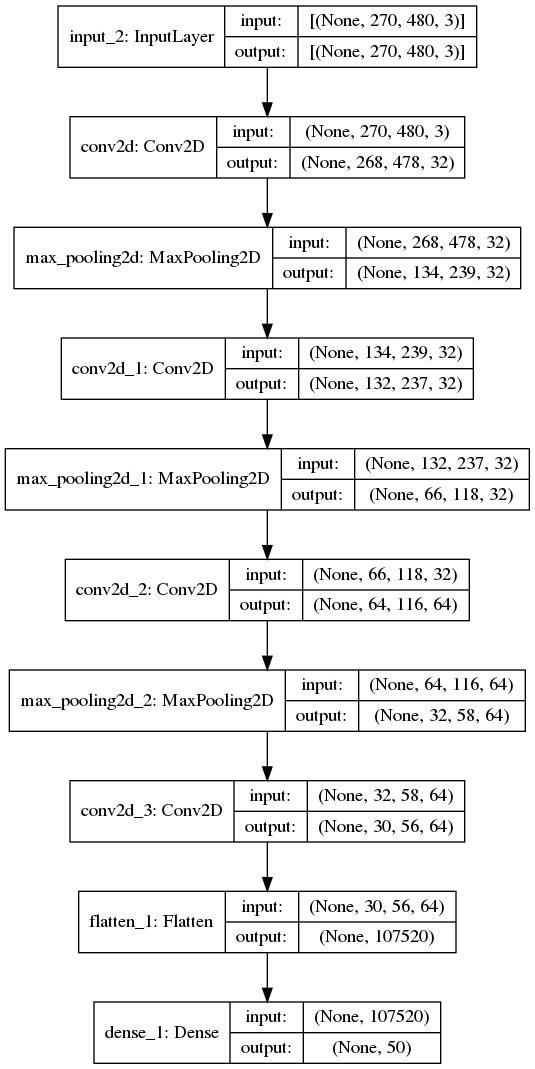 input_2: InputLayer
input: [(None, 270, 480, 3)]
output: [(None, 270, 480, 3)]
conv2d: Conv2D
input: (None, 270, 480, 3)
output: (None, 268, 478, 32)
max_pooling2d: MaxPooling2D
input: (None, 268, 478, 32)
output: (None, 134, 239, 32)
conv2d_1: Conv2D
input: (None, 134, 239, 32)
output: (None, 132, 237, 32)
max_pooling2d_1: MaxPooling2D
input: (None, 132, 237, 32)
output: (None, 66, 118, 32)
conv2d_2: Conv2D
input: (None, 66, 118, 32)
output: (None, 64, 116, 64)
max_pooling2d_2: MaxPooling2D
input: (None, 64, 116, 64)
output: (None, 32, 58, 64)
conv2d_3: Conv2D
input: (None, 32, 58, 64)
output: (None, 30, 56, 64)
flatten_1: Flatten
input: (None, 30, 56, 64)
output: (None, 107520)
dense_1: Dense
input: (None, 107520)
output: (None, 50)